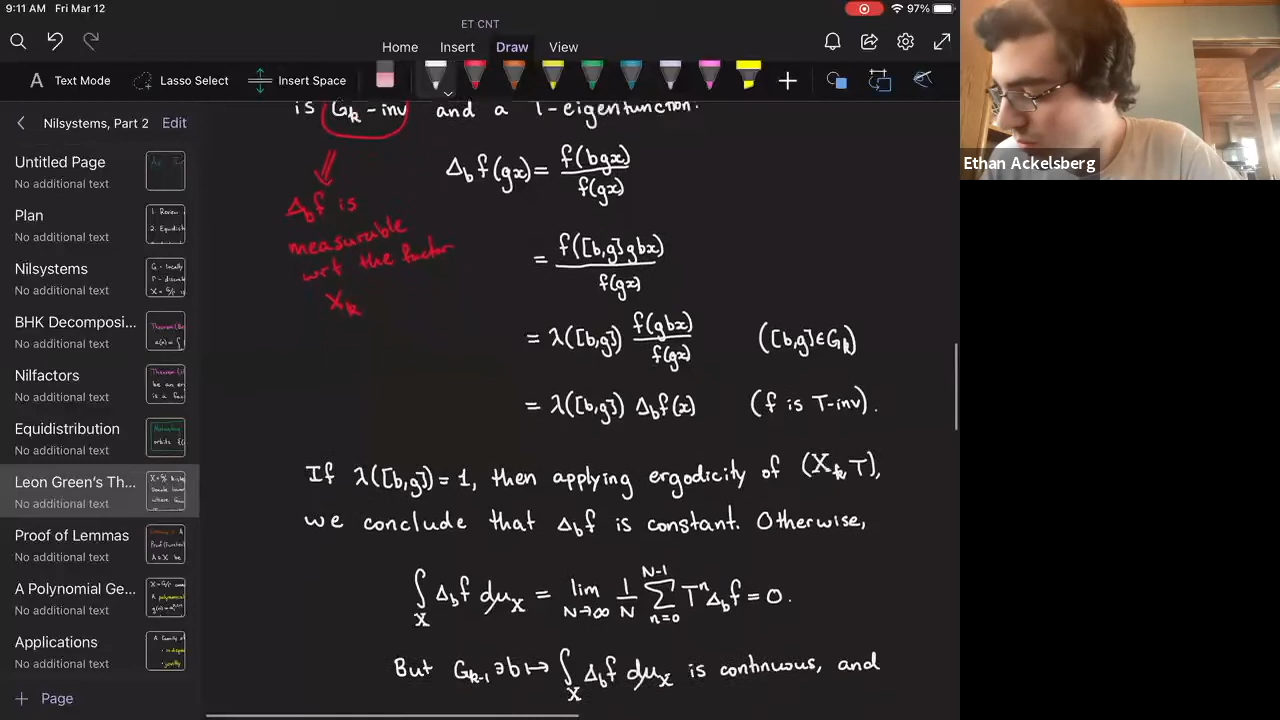 9:11 AM Fri Mar 12
97%
ET CNT
Home Insert Draw View
A Text Mode Lasso Select Insert Space
Nilsystems, Part 2 Edit
Untitled Page
No additional text
Plan
No additional text
Nilsystems
No additional text
BHK Decomposi...
No additional text
Nilfactors
No additional text
Equidistribution
No additional text
Leon Green's Th...
No additional text
Proof of Lemmas
No additional text
A Polynomial Ge...
No additional text
Applications
No additional text
+ Page
is G_k-inv and a T-eigenfunction.
⇓
Δ_b f is
measurable
wrt the factor
X_k
Δ_b f(gx) = f(bgx)/f(gx)
= f([b,g]gbx)/f(gx)
= λ([b,g]) f(gbx)/f(gx) ([b,g]∈G_k)
= λ([b,g]) Δ_b f(x) (f is T-inv).
If λ([b,g]) = 1, then applying ergodicity of (X_k, T),
we conclude that Δ_b f is constant. Otherwise,
∫_X Δ_b f dμ_X = lim_{N→∞} 1/N ∑_{n=0}^{N-1} T^n Δ_b f = 0.
But G_{k-1} ∋ b ↦ ∫_X Δ_b f dμ_X is continuous, and
Ethan Ackelsberg